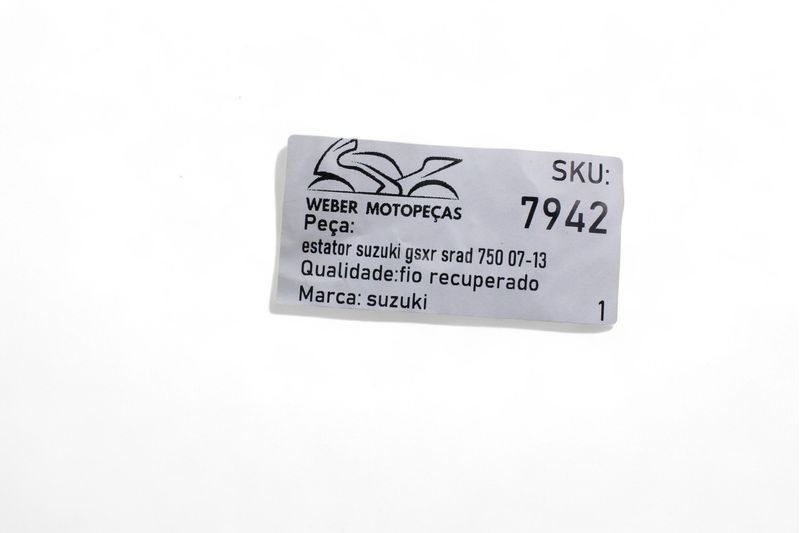 WEBER MOTOPEÇAS
SKU:
7942
Peça:
estator suzuki gsxr srad 750 07-13
Qualidade:fio recuperado
Marca: suzuki
1